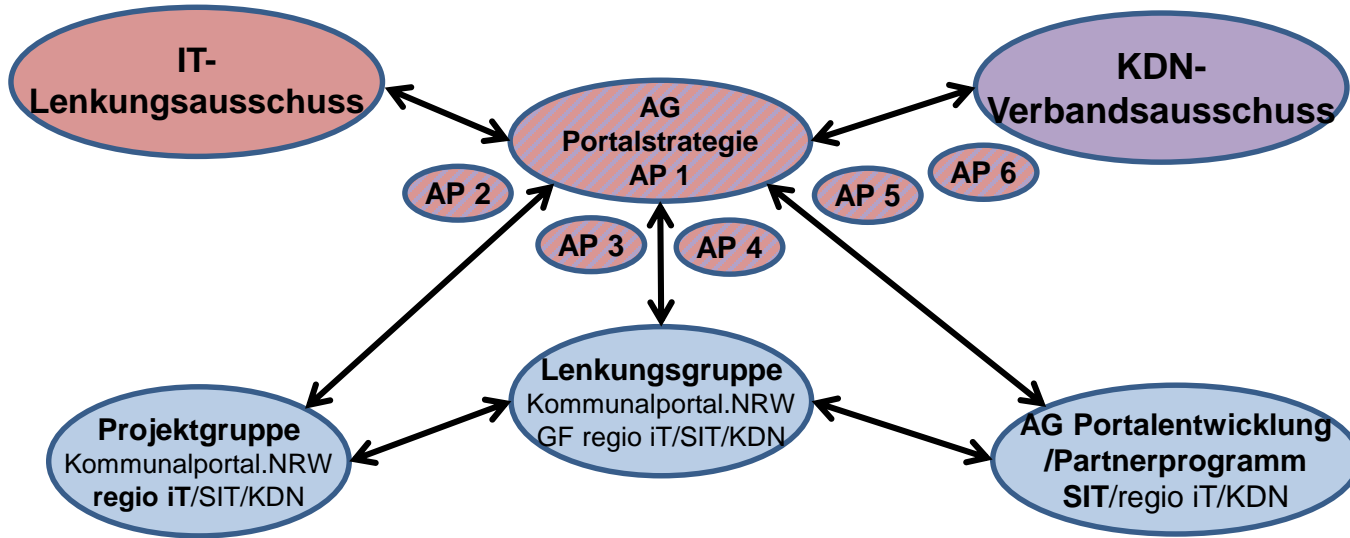 IT-
Lenkungsausschuss
AG
Portalstrategie
AP 1
KDN-
Verbandsausschuss
AP 2
AP 3
AP 4
AP 5
AP 6
Projektgruppe
Kommunalportal.NRW
regio iT/SIT/KDN
Lenkungsgruppe
Kommunalportal.NRW
GF regio iT/SIT/KDN
AG Portalentwicklung
/Partnerprogramm
SIT/regio iT/KDN